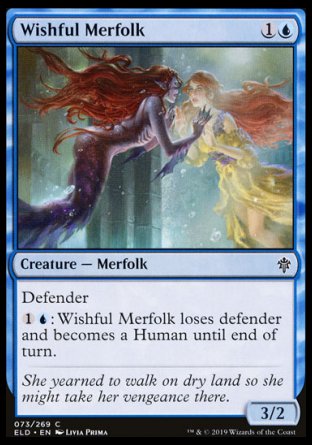 Wishful Merfolk 1
Creature — Merfolk
Defender
1 : Wishful Merfolk loses defender
and becomes a Human until end of
turn.
She yearned to walk on dry land so she
might take her vengeance there.
3/2
073/269 C
ELD • EN Livia Prima
™ & © 2019 Wizards of the Coast